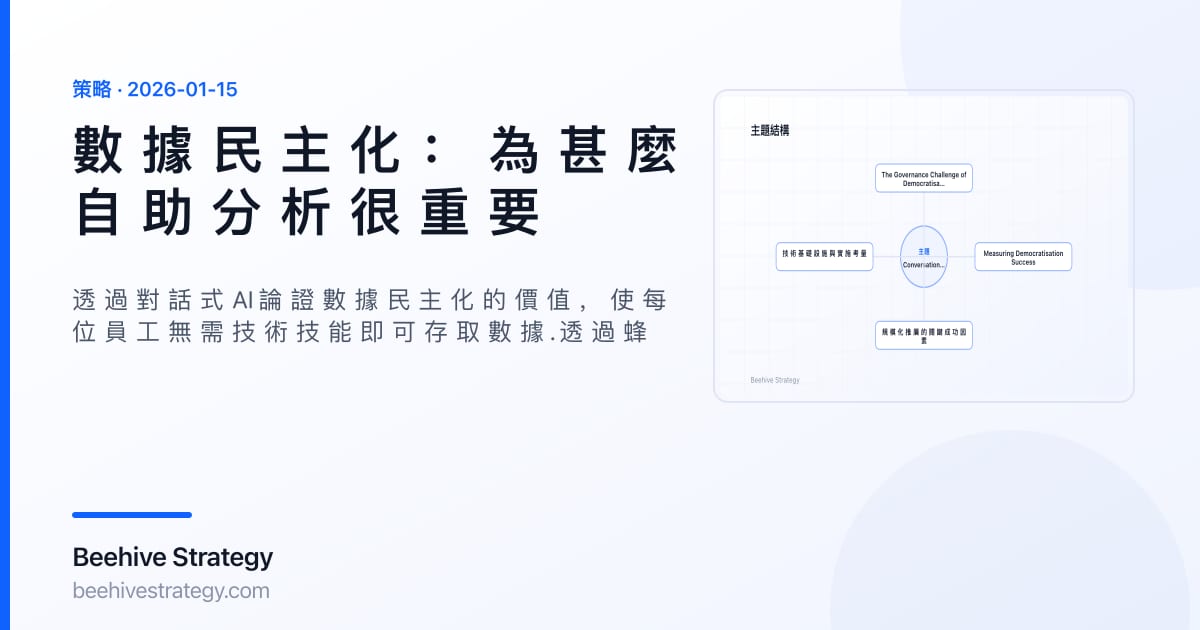 策略 · 2026-01-15
數據民主化：為甚麼
自助分析很重要
透過對話式AI論證數據民主化的價值，使每
位員工無需技術技能即可存取數據.透過蜂
主題結構
The Governance Challenge of
Democratisa...
技術基礎設施與實施考量
主題
Conversation...
Measuring Democratisation
Success
規模化推廣的關鍵成功因
素
Beehive Strategy
Beehive Strategy
beehivestrategy.com